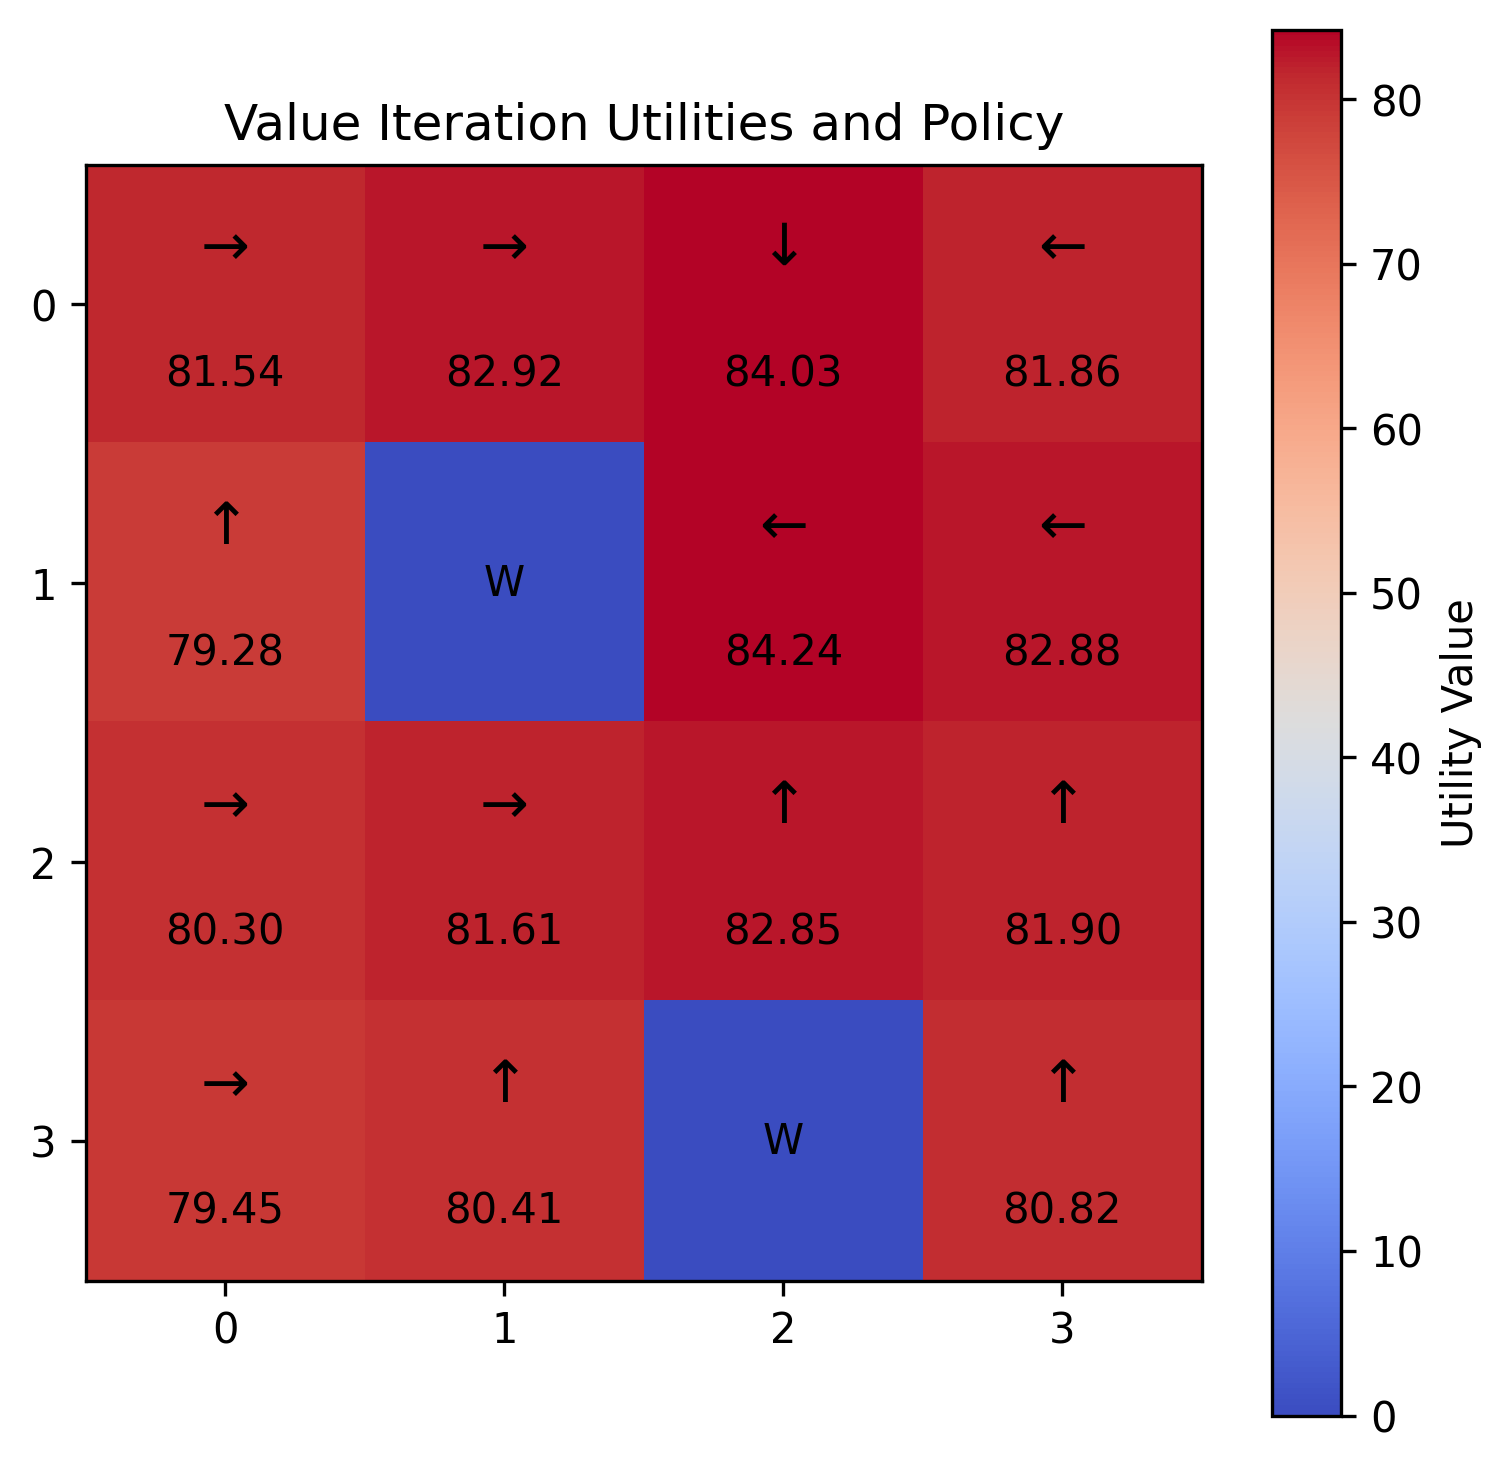 Value Iteration Utilities and Policy
0
→ → ↓ ←
81.54 82.92 84.03 81.86
1
↑ W ← ←
79.28 84.24 82.88
2
→ → ↑ ↑
80.30 81.61 82.85 81.90
3
→ ↑ W ↑
79.45 80.41 80.82
0 1 2 3
80
70
60
50
40
30
20
10
0
Utility Value